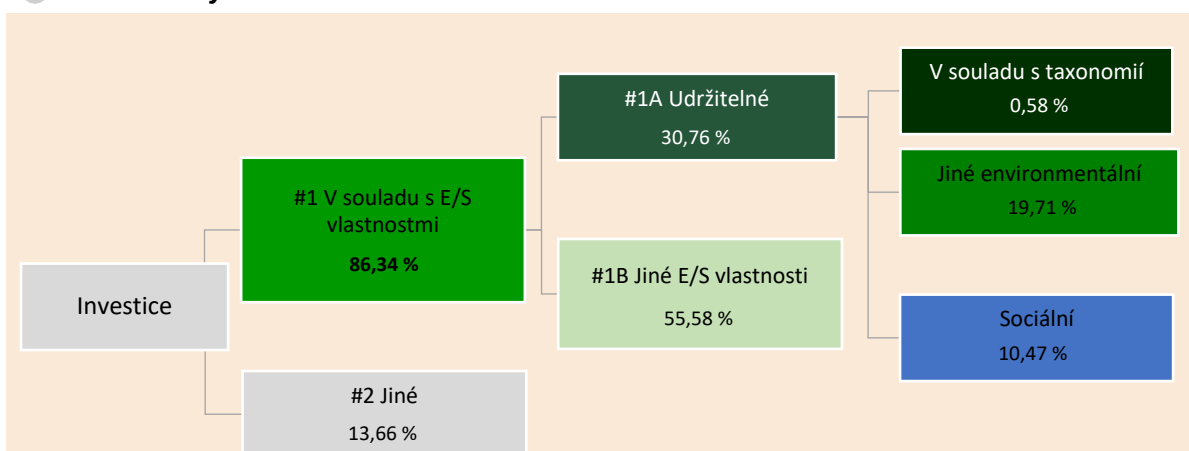 Investice
#1 V souladu s E/S
vlastnostmi
86,34 %
#2 Jiné
13,66 %
#1A Udržitelné
30,76 %
#1B Jiné E/S vlastnosti
55,58 %
V souladu s taxonomií
0,58 %
Jiné environmentální
19,71 %
Sociální
10,47 %